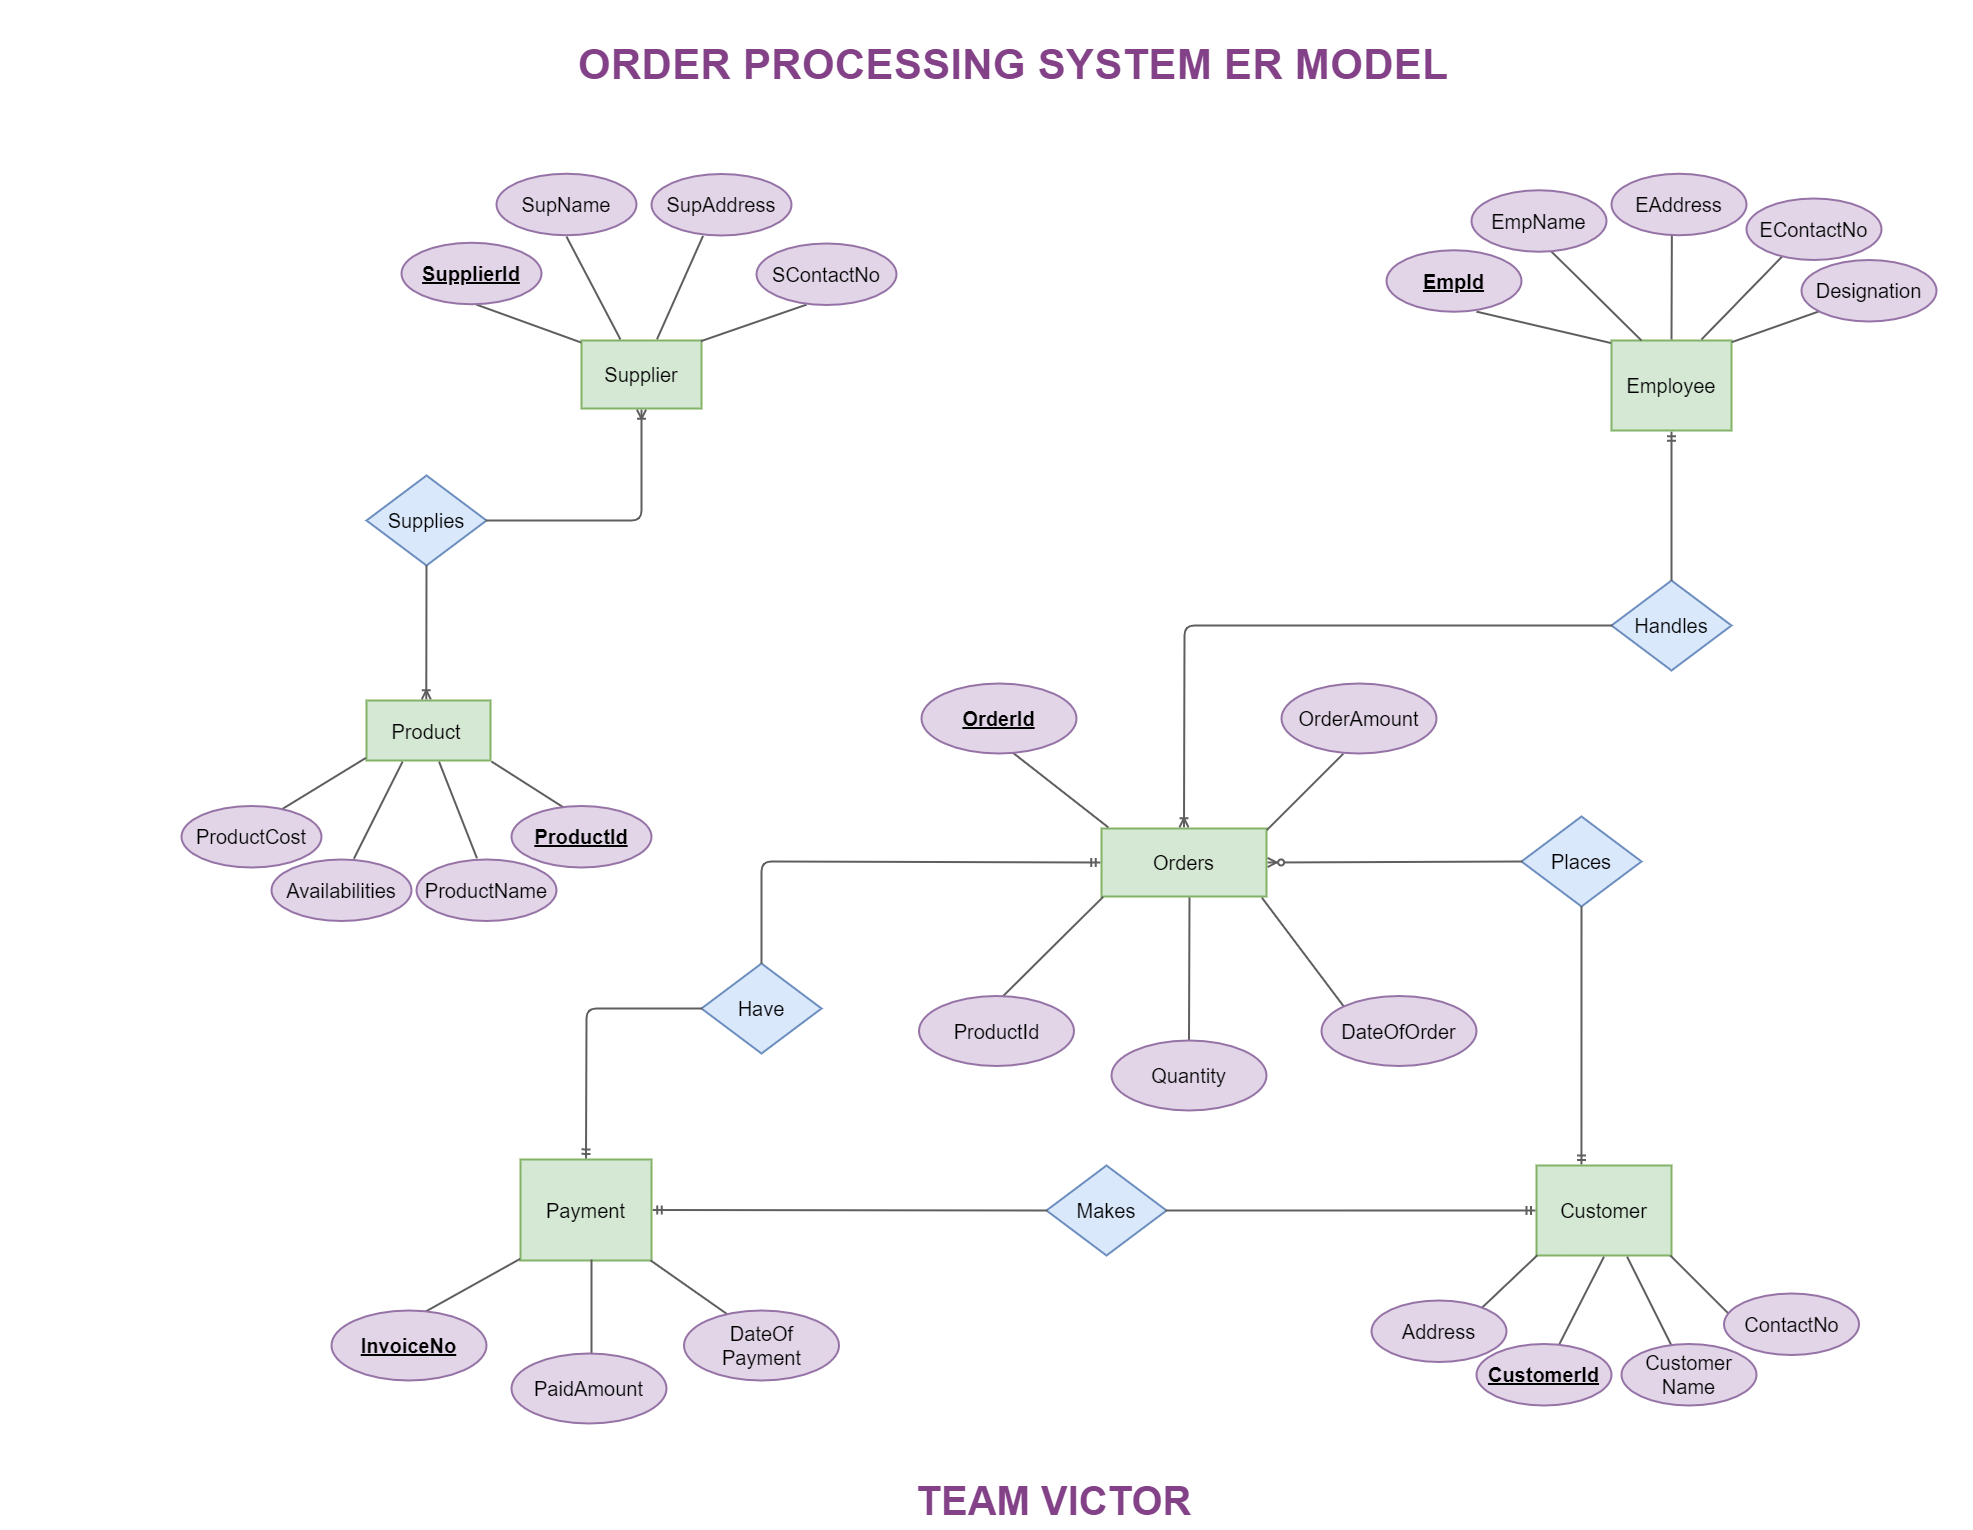 ORDER PROCESSING SYSTEM ER MODEL
SupName
SupAddress
SupplierId
SContactNo
Supplier
EmpName
EAddress
EContactNo
EmpId
Designation
Employee
Supplies
Handles
Product
ProductCost
Availabilities
ProductName
ProductId
OrderId
OrderAmount
Orders
Places
Have
ProductId
Quantity
DateOfOrder
Payment
Makes
Customer
InvoiceNo
PaidAmount
DateOf
Payment
Address
CustomerId
Customer
Name
ContactNo
TEAM VICTOR